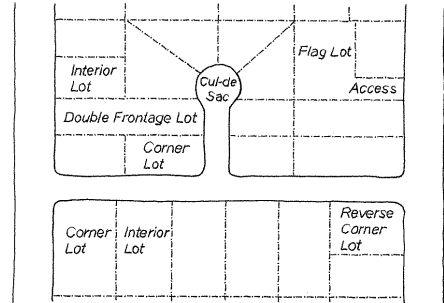 Flag Lot
Interior
Lot
Cul-de
Sac
Access
Double Frontage Lot
Corner
Lot
Corner
Lot
Interior
Lot
Reverse
Corner
Lot